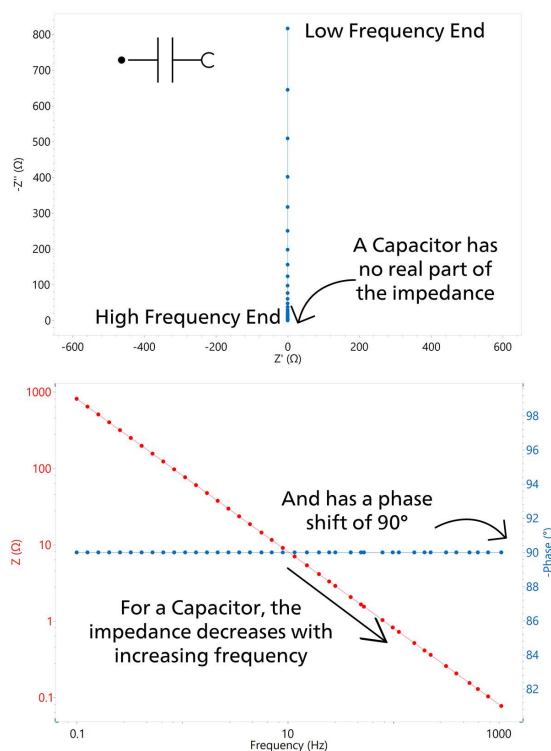 800
Low Frequency End
700
600
500
-Z'' (Ω)
400
300
200
A Capacitor has
no real part of
the impedance
100
High Frequency End
0
-600
-400
-200
0
200
400
600
Z' (Ω)
1000
98
96
100
94
And has a phase
shift of 90°
92
Z (Ω)
10
90
-Phase (°)
88
For a Capacitor, the
impedance decreases with
increasing frequency
1
86
84
82
0.1
0.1
10
1000
Frequency (Hz)